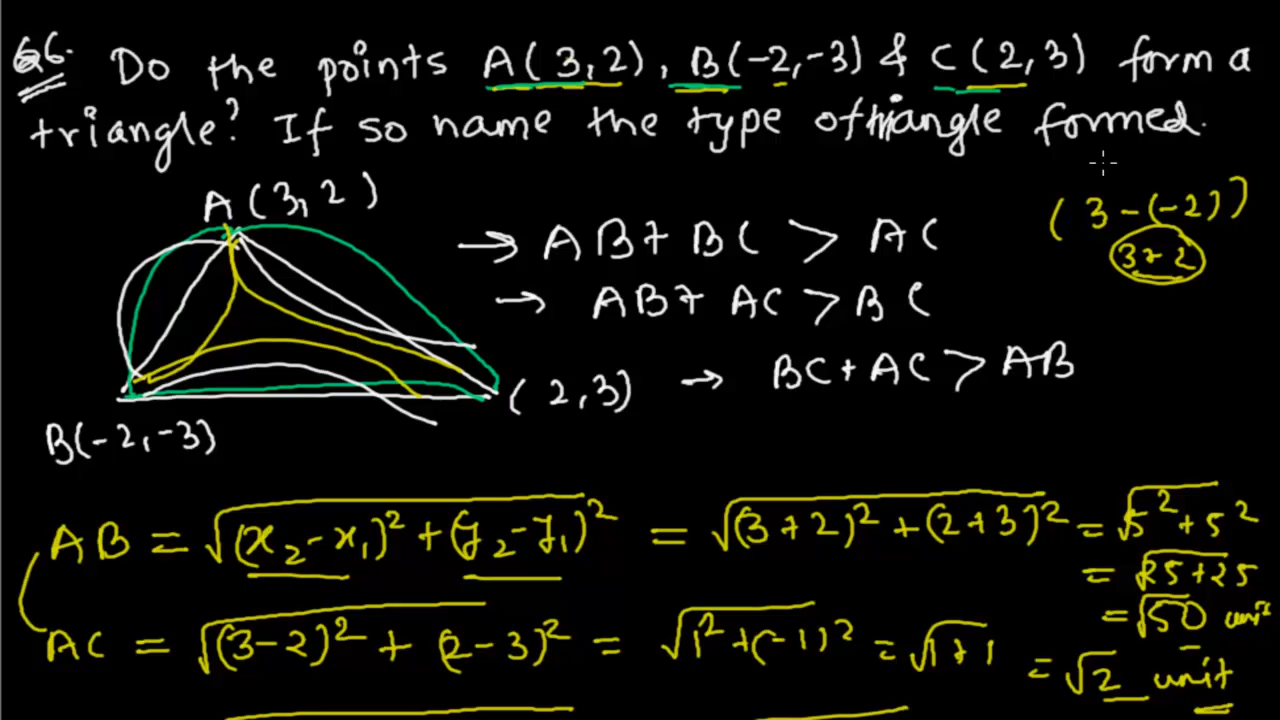 Q6. Do the points A(3,2), B(-2,-3) & C(2,3) form a
triangle? If so name the type of triangle formed.
A(3,2)
(3-(-2))
3+2
→ AB+BC > AC
→ AB+AC > BC
→ BC+AC > AB
(2,3)
B(-2,-3)
AB = √(x₂-x₁)²+(y₂-y₁)² = √(3+2)²+(2+3)² = √5²+5²
= √25+25
= √50 unit
AC = √(3-2)²+(2-3)² = √1²+(-1)² = √1+1 = √2 unit